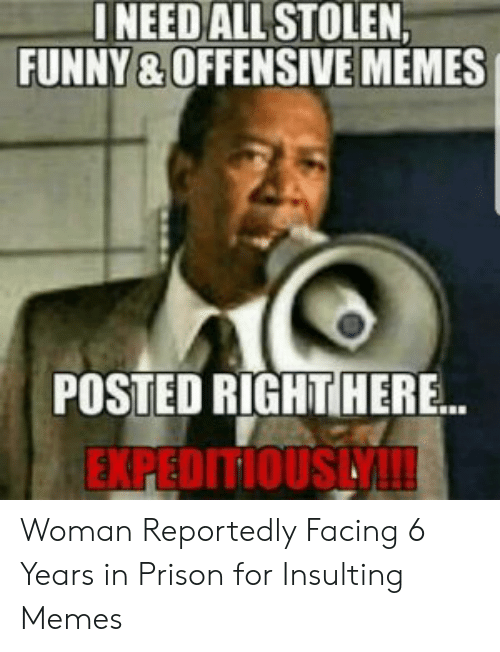 I NEED ALL STOLEN,
FUNNY & OFFENSIVE MEMES
POSTED RIGHT HERE...
EXPEDITIOUSLY!!!
Woman Reportedly Facing 6
Years in Prison for Insulting
Memes